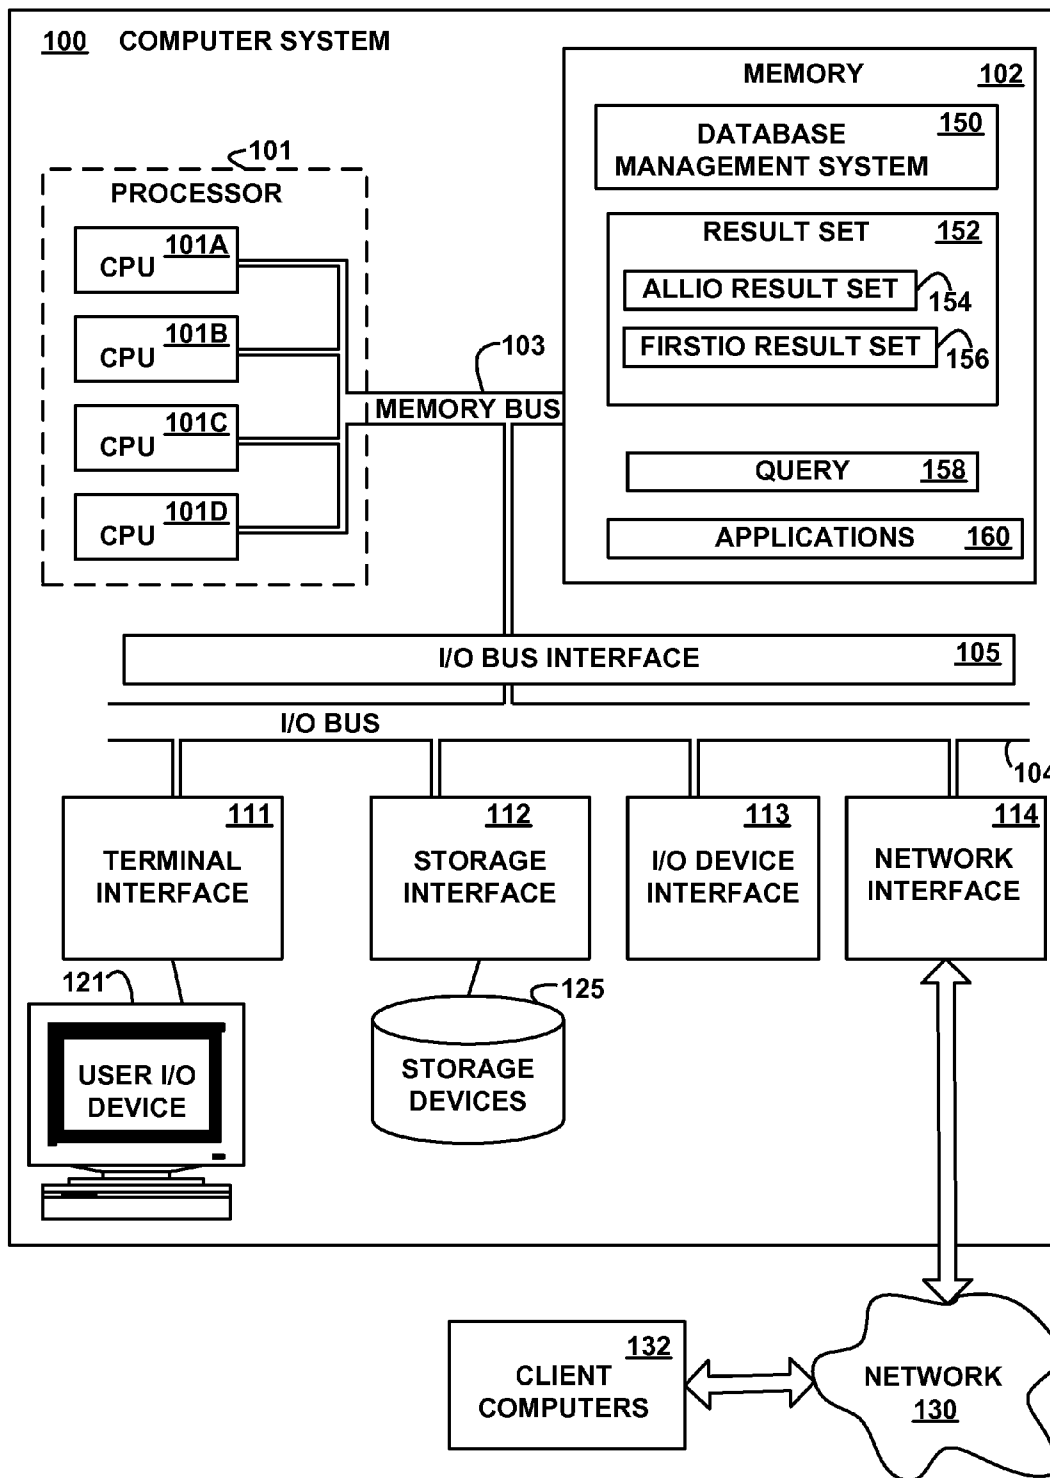 100 COMPUTER SYSTEM
MEMORY 102
DATABASE 150
MANAGEMENT SYSTEM
RESULT SET 152
ALLIO RESULT SET 154
FIRSTIO RESULT SET 156
QUERY 158
APPLICATIONS 160
101
PROCESSOR
101A
CPU
101B
CPU
101C
CPU
101D
CPU
103
MEMORY BUS
I/O BUS INTERFACE 105
I/O BUS
104
111
TERMINAL
INTERFACE
112
STORAGE
INTERFACE
113
I/O DEVICE
INTERFACE
114
NETWORK
INTERFACE
121
USER I/O
DEVICE
125
STORAGE
DEVICES
132
CLIENT
COMPUTERS
NETWORK
130